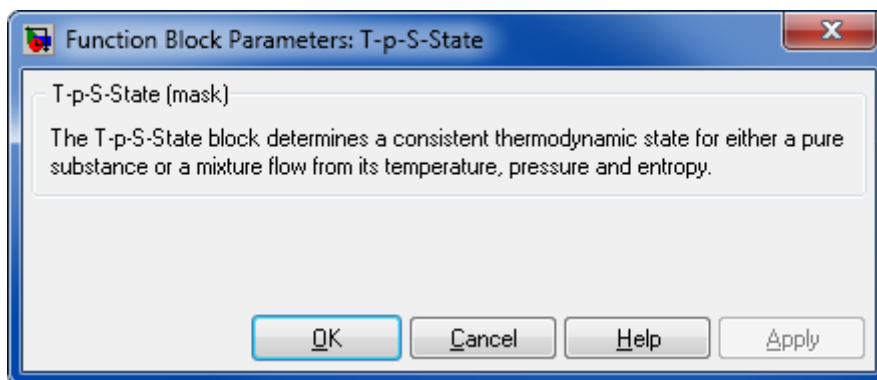 Function Block Parameters: T-p-S-State
T-p-S-State (mask)
The T-p-S-State block determines a consistent thermodynamic state for either a pure
substance or a mixture flow from its temperature, pressure and entropy.
OK Cancel Help Apply